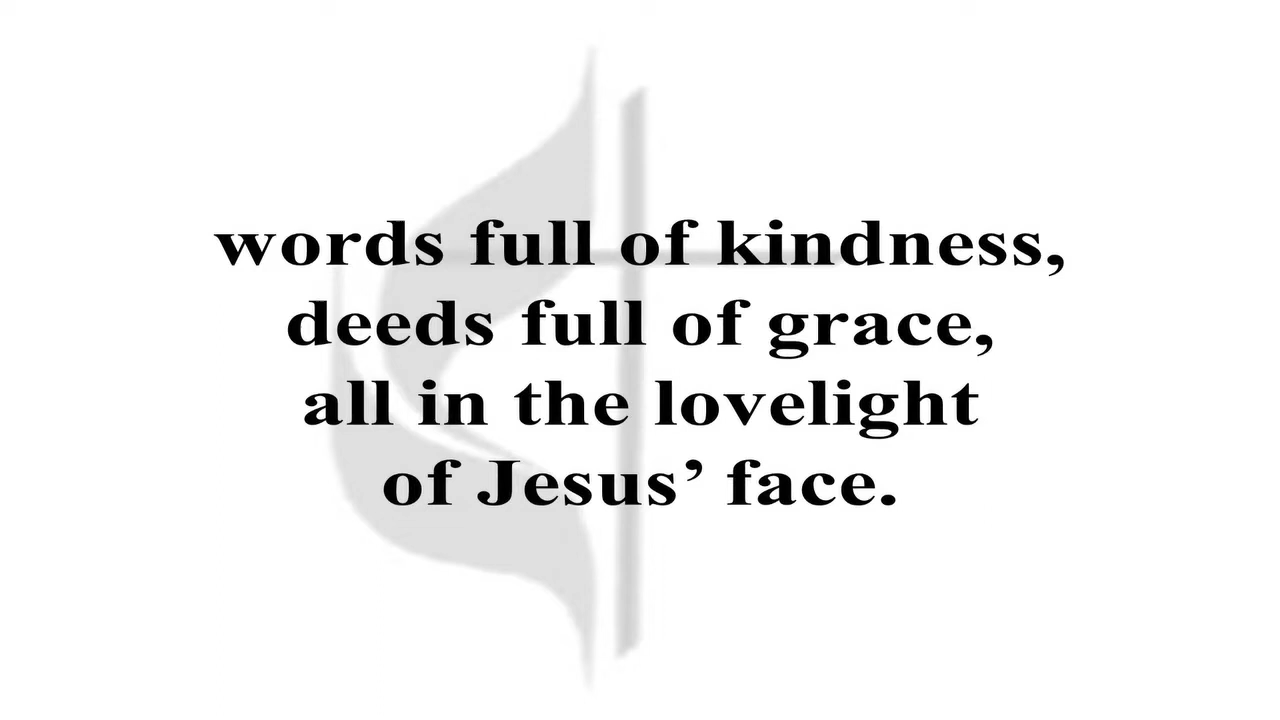 words full of kindness,
deeds full of grace,
all in the lovelight
of Jesus’ face.